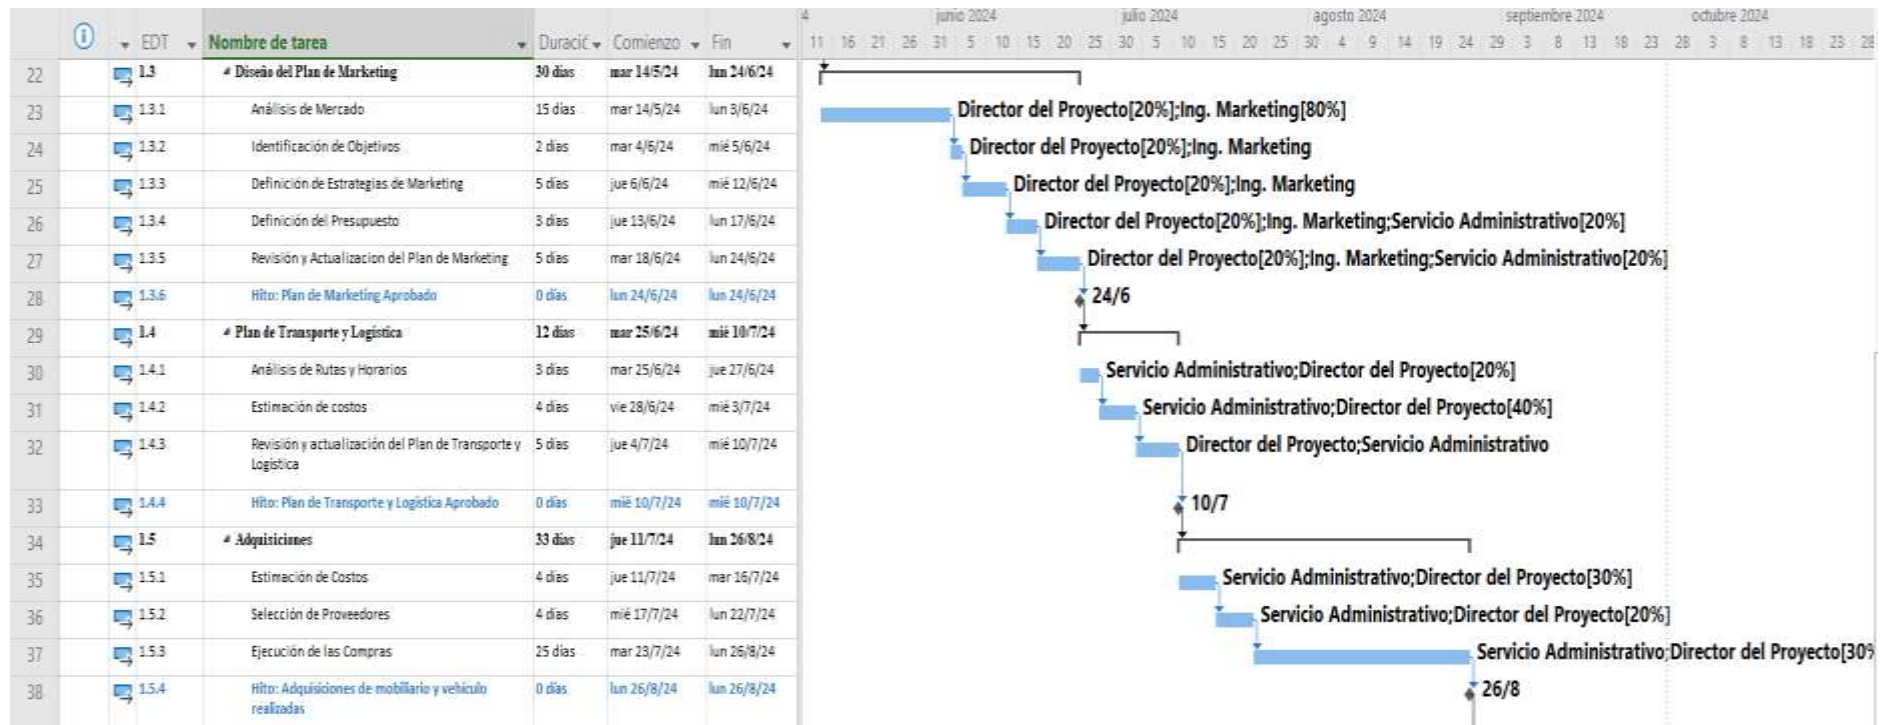 4 junio 2024 julio 2024 agosto 2024 septiembre 2024 octubre 2024
EDT Nombre de tarea Duració Comienzo Fin 11 16 21 26 31 5 10 15 20 25 30 5 10 15 20 25 30 4 9 14 19 24 29 3 8 13 18 23 28 3 8 13 18 23 28
22 1.3 Diseño del Plan de Marketing 30 días mar 14/5/24 lun 24/6/24
23 1.3.1 Análisis de Mercado 15 días mar 14/5/24 lun 3/6/24 Director del Proyecto[20%];Ing. Marketing[80%]
24 1.3.2 Identificación de Objetivos 2 días mar 4/6/24 mié 5/6/24 Director del Proyecto[20%];Ing. Marketing
25 1.3.3 Definición de Estrategias de Marketing 5 días jue 6/6/24 mié 12/6/24 Director del Proyecto[20%];Ing. Marketing
26 1.3.4 Definición del Presupuesto 3 días jue 13/6/24 lun 17/6/24 Director del Proyecto[20%];Ing. Marketing;Servicio Administrativo[20%]
27 1.3.5 Revisión y Actualizacion del Plan de Marketing 5 días mar 18/6/24 lun 24/6/24 Director del Proyecto[20%];Ing. Marketing;Servicio Administrativo[20%]
28 1.3.6 Hito: Plan de Marketing Aprobado 0 días lun 24/6/24 lun 24/6/24 24/6
29 1.4 Plan de Transporte y Logística 12 días mar 25/6/24 mié 10/7/24
30 1.4.1 Análisis de Rutas y Horarios 3 días mar 25/6/24 jue 27/6/24 Servicio Administrativo;Director del Proyecto[20%]
31 1.4.2 Estimación de costos 4 días vie 28/6/24 mié 3/7/24 Servicio Administrativo;Director del Proyecto[40%]
32 1.4.3 Revisión y actualización del Plan de Transporte y 5 días jue 4/7/24 mié 10/7/24 Director del Proyecto;Servicio Administrativo
Logística
33 1.4.4 Hito: Plan de Transporte y Logística Aprobado 0 días mié 10/7/24 mié 10/7/24 10/7
34 1.5 Adquisiciones 33 días jue 11/7/24 lun 26/8/24
35 1.5.1 Estimación de Costos 4 días jue 11/7/24 mar 16/7/24 Servicio Administrativo;Director del Proyecto[30%]
36 1.5.2 Selección de Proveedores 4 días mié 17/7/24 lun 22/7/24 Servicio Administrativo;Director del Proyecto[20%]
37 1.5.3 Ejecución de las Compras 25 días mar 23/7/24 lun 26/8/24 Servicio Administrativo;Director del Proyecto[30%
38 1.5.4 Hito: Adquisiciones de mobiliario y vehículo 0 días lun 26/8/24 lun 26/8/24 26/8
realizadas